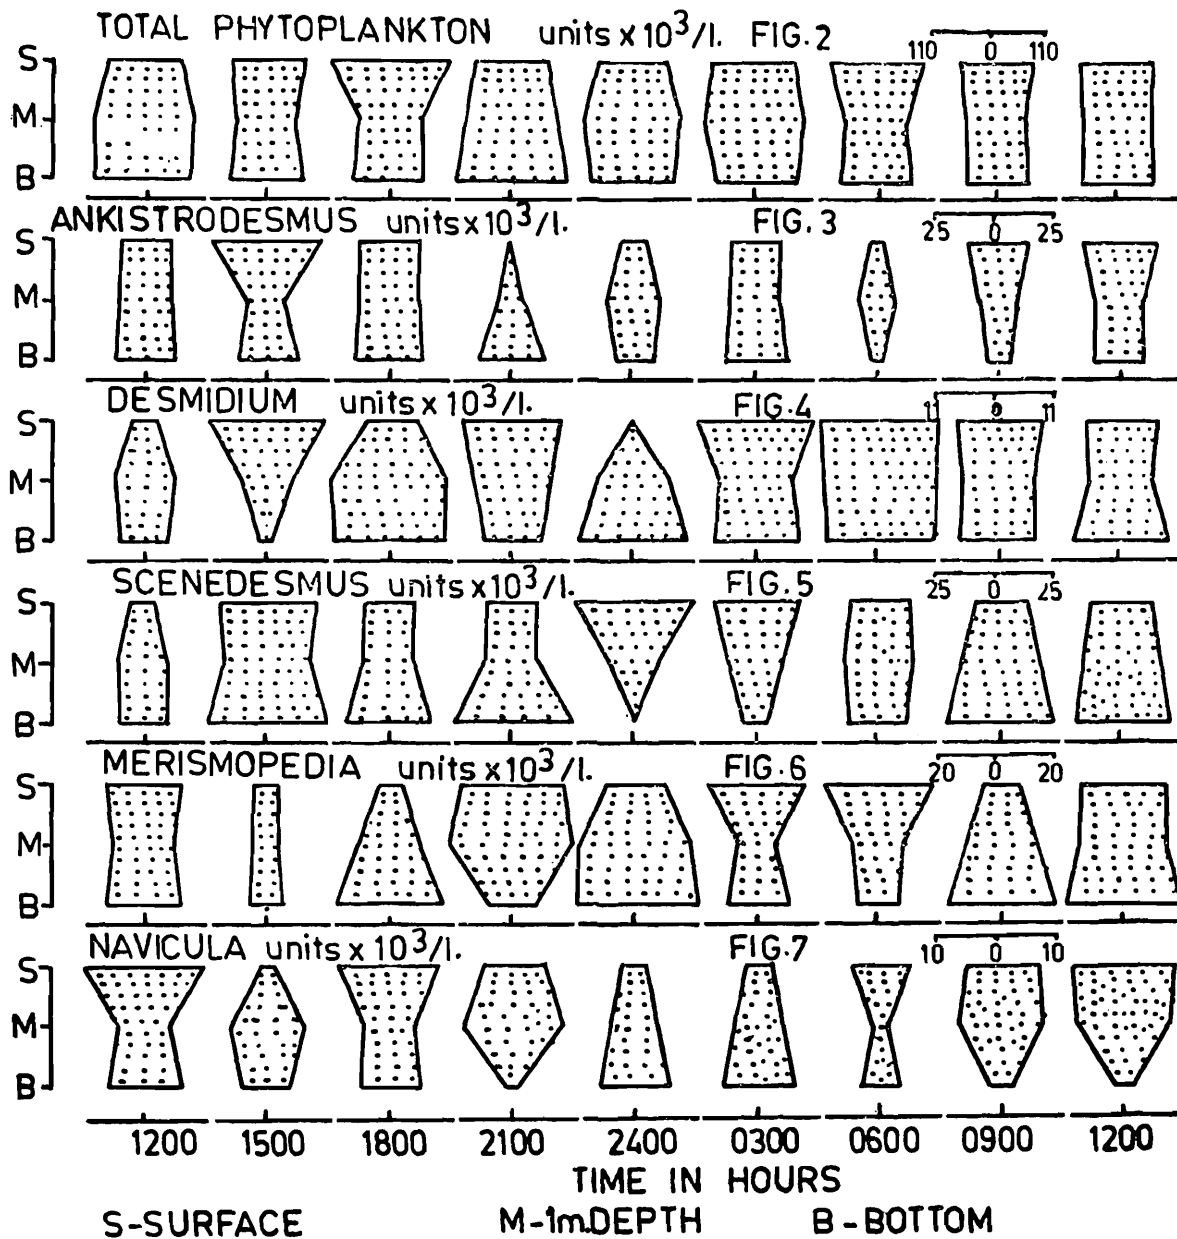 TOTAL PHYTOPLANKTON units x 10³/l. FIG.2
110 0 110
S
M
B
ANKISTRODESMUS units x 10³/l. FIG. 3
25 0 25
S
M
B
DESMIDIUM units x 10³/l. FIG.4
11 0 11
S
M
B
SCENEDESMUS units x 10³/l. FIG.5
25 0 25
S
M
B
MERISMOPEDIA units x 10³/l. FIG.6
20 0 20
S
M
B
NAVICULA units x 10³/l. FIG.7
10 0 10
S
M
B
1200 1500 1800 2100 2400 0300 0600 0900 1200
TIME IN HOURS
S-SURFACE M-1m.DEPTH B-BOTTOM